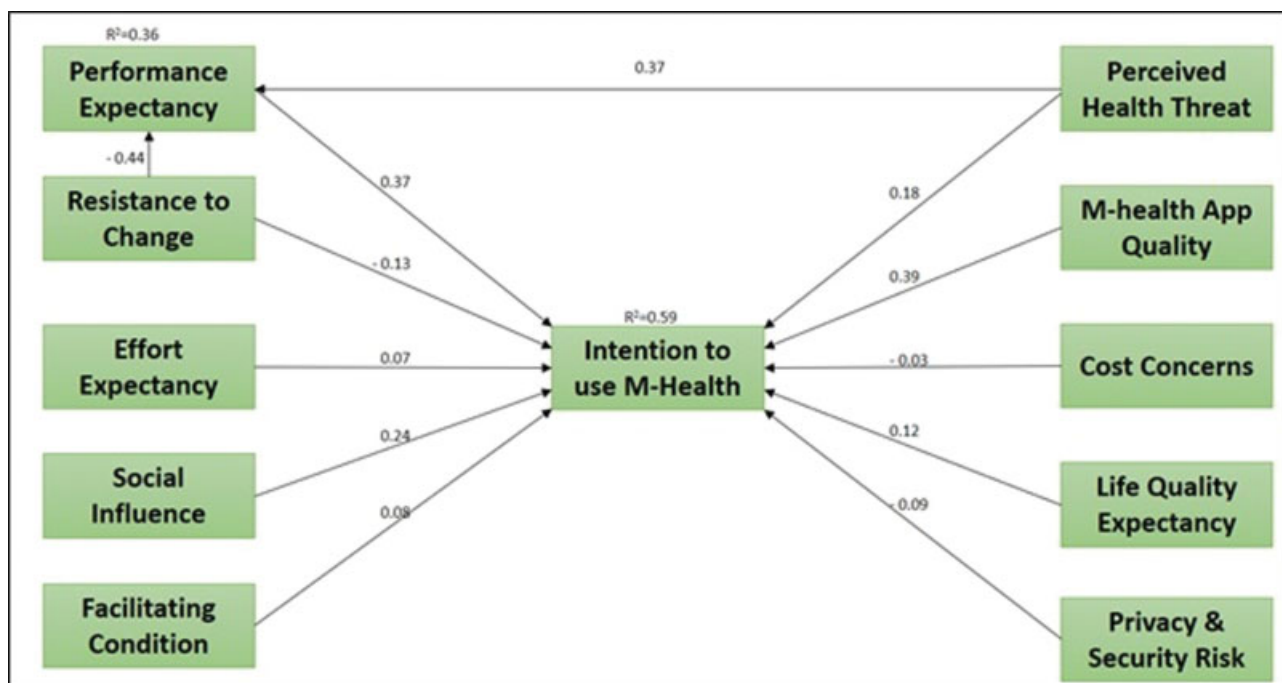 R²=0.36
Performance
Expectancy
0.37
Perceived
Health Threat
- 0.44
Resistance to
Change
0.37
0.18
M-health App
Quality
- 0.13
0.39
R²=0.59
Effort
Expectancy
0.07
Intention to
use M-Health
- 0.03
Cost Concerns
Social
Influence
0.24
0.12
Life Quality
Expectancy
0.08
- 0.09
Facilitating
Condition
Privacy &
Security Risk